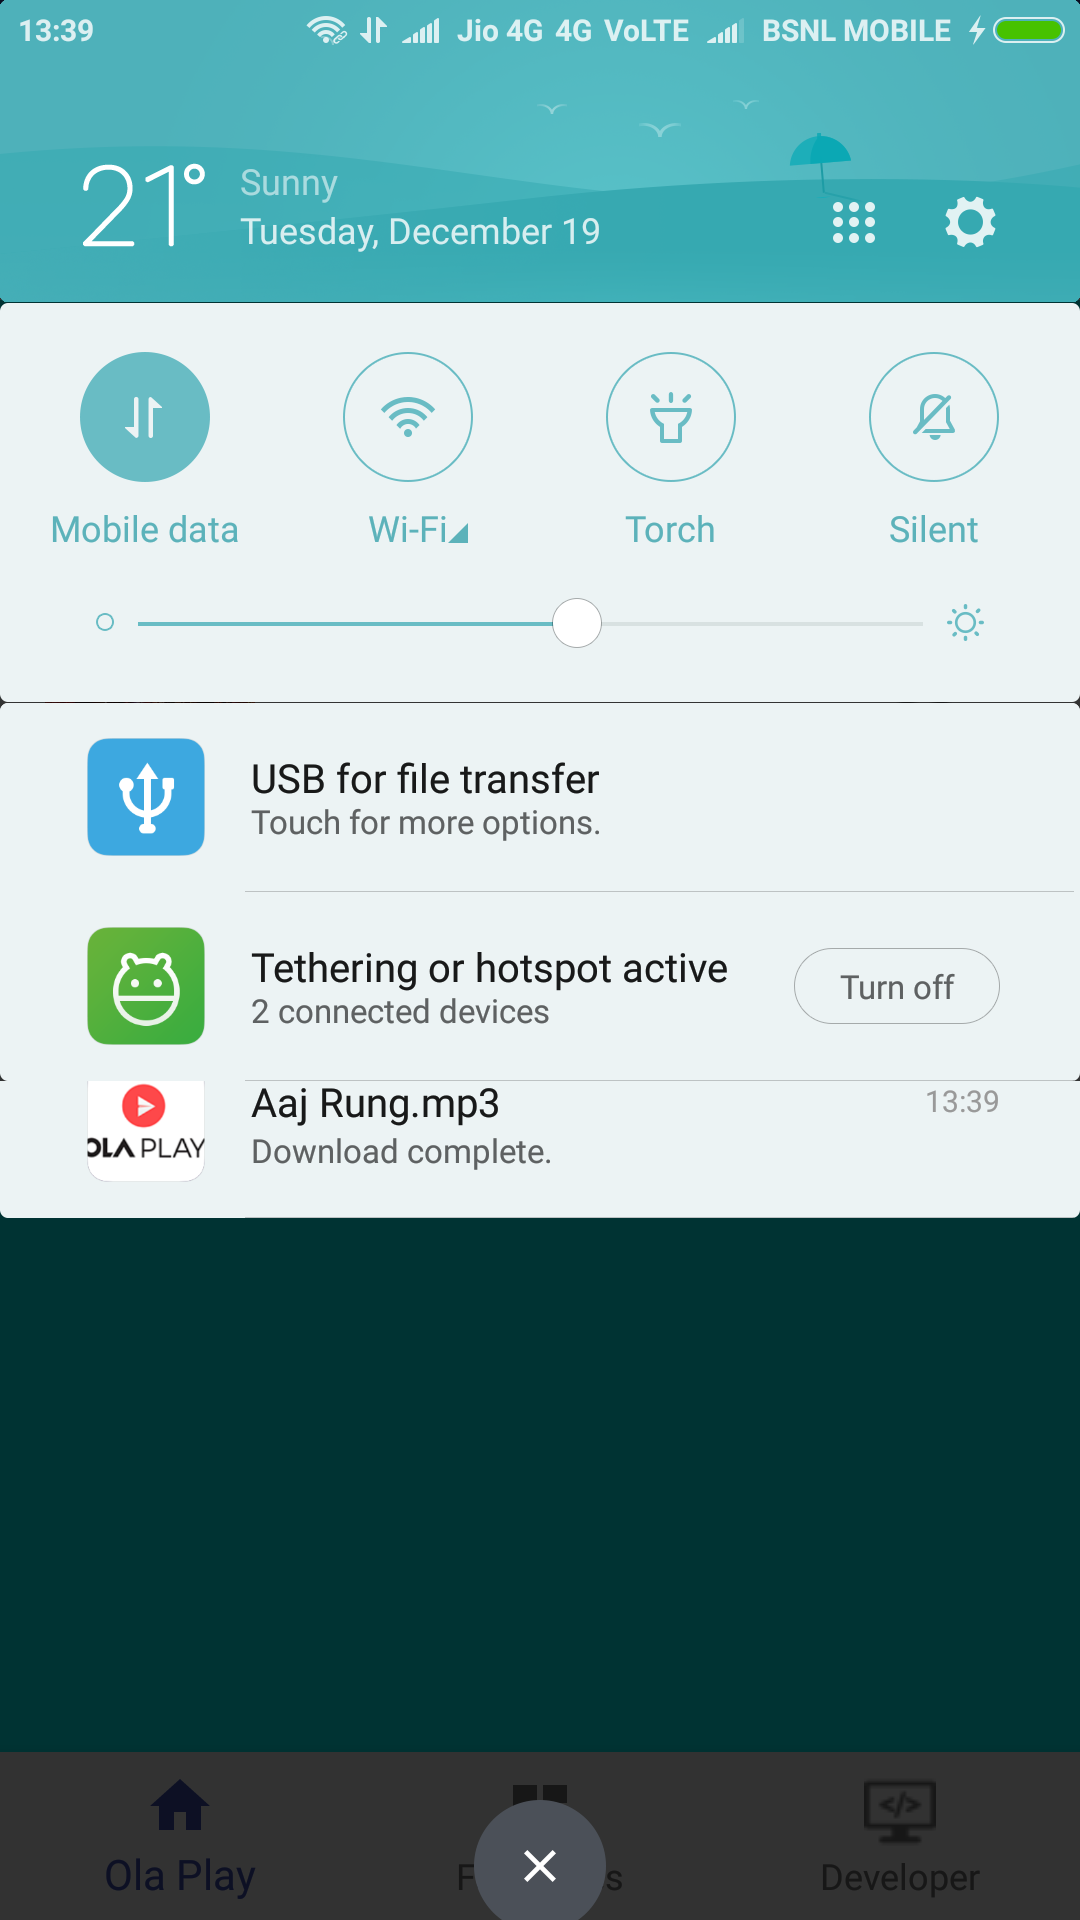 13:39 Jio 4G 4G VoLTE BSNL MOBILE
21° Sunny
Tuesday, December 19
Mobile data Wi-Fi Torch Silent
USB for file transfer
Touch for more options.
Tethering or hotspot active
2 connected devices
Turn off
Aaj Rung.mp3 13:39
OLA PLAY
Download complete.
Ola Play Developer